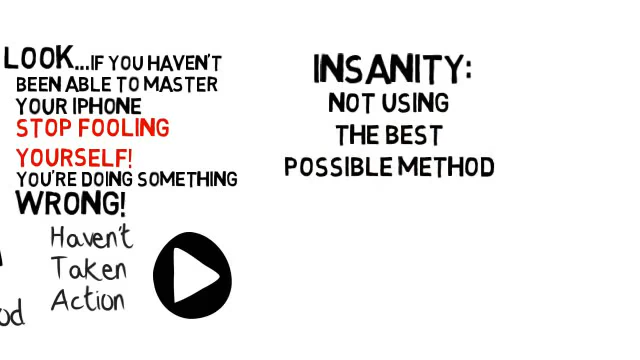 LOOK...IF YOU HAVEN'T
BEEN ABLE TO MASTER
YOUR IPHONE
STOP FOOLING
YOURSELF!
YOU'RE DOING SOMETHING
WRONG!
Haven't
Taken
Action
INSANITY:
NOT USING
THE BEST
POSSIBLE METHOD